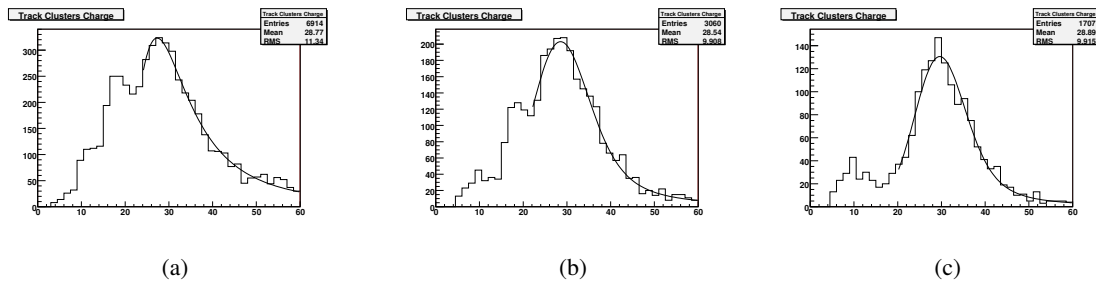 Track Clusters Charge
Track Clusters Charge
Entries 6914
Mean 28.77
RMS 11.34
300
250
200
150
100
50
0
0 10 20 30 40 50 60
(a)
Track Clusters Charge
Track Clusters Charge
Entries 3060
Mean 28.54
RMS 9.908
200
180
160
140
120
100
80
60
40
20
0
0 10 20 30 40 50 60
(b)
Track Clusters Charge
Track Clusters Charge
Entries 1707
Mean 28.89
RMS 9.915
140
120
100
80
60
40
20
0
0 10 20 30 40 50 60
(c)